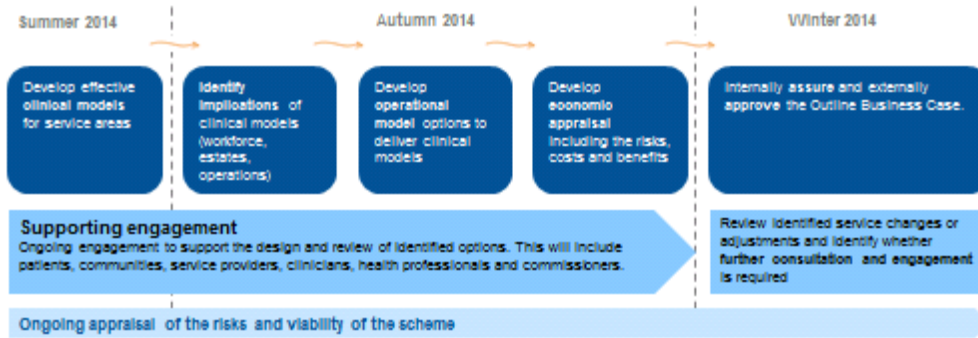 Summer 2014
Autumn 2014
Winter 2014
Develop effective
clinical models
for service areas
Identify
implications of
clinical models
(workforce,
estates,
operations)
Develop
operational
model options to
deliver clinical
models
Develop
economic
appraisal
including the risks,
costs and benefits
Internally assure and externally
approve the Outline Business Case.
Supporting engagement
Ongoing engagement to support the design and review of identified options. This will include
patients, communities, service providers, clinicians, health professionals and commissioners.
Review identified service changes or
adjustments and identify whether
further consultation and engagement
is required
Ongoing appraisal of the risks and viability of the scheme